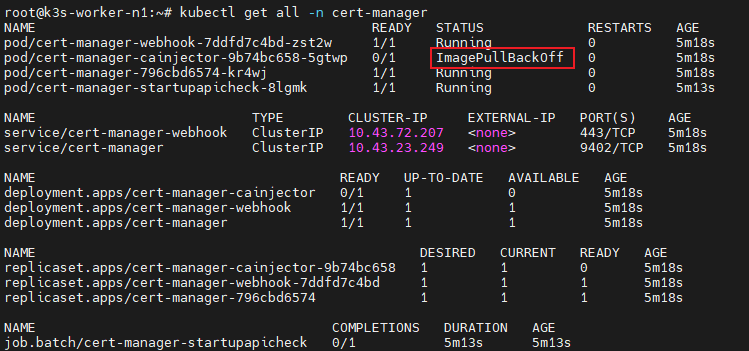 root@k3s-worker-n1:~# kubectl get all -n cert-manager
NAME READY STATUS RESTARTS AGE
pod/cert-manager-webhook-7ddfd7c4bd-zst2w 1/1 Running 0 5m18s
pod/cert-manager-cainjector-9b74bc658-5gtwp 0/1 ImagePullBackOff 0 5m18s
pod/cert-manager-796cbd6574-kr4wj 1/1 Running 0 5m18s
pod/cert-manager-startupapicheck-8lgmk 1/1 Running 0 5m13s
NAME TYPE CLUSTER-IP EXTERNAL-IP PORT(S) AGE
service/cert-manager-webhook ClusterIP 10.43.72.207 <none> 443/TCP 5m18s
service/cert-manager ClusterIP 10.43.23.249 <none> 9402/TCP 5m18s
NAME READY UP-TO-DATE AVAILABLE AGE
deployment.apps/cert-manager-cainjector 0/1 1 0 5m18s
deployment.apps/cert-manager-webhook 1/1 1 1 5m18s
deployment.apps/cert-manager 1/1 1 1 5m18s
NAME DESIRED CURRENT READY AGE
replicaset.apps/cert-manager-cainjector-9b74bc658 1 1 0 5m18s
replicaset.apps/cert-manager-webhook-7ddfd7c4bd 1 1 1 5m18s
replicaset.apps/cert-manager-796cbd6574 1 1 1 5m18s
NAME COMPLETIONS DURATION AGE
job.batch/cert-manager-startupapicheck 0/1 5m13s 5m13s